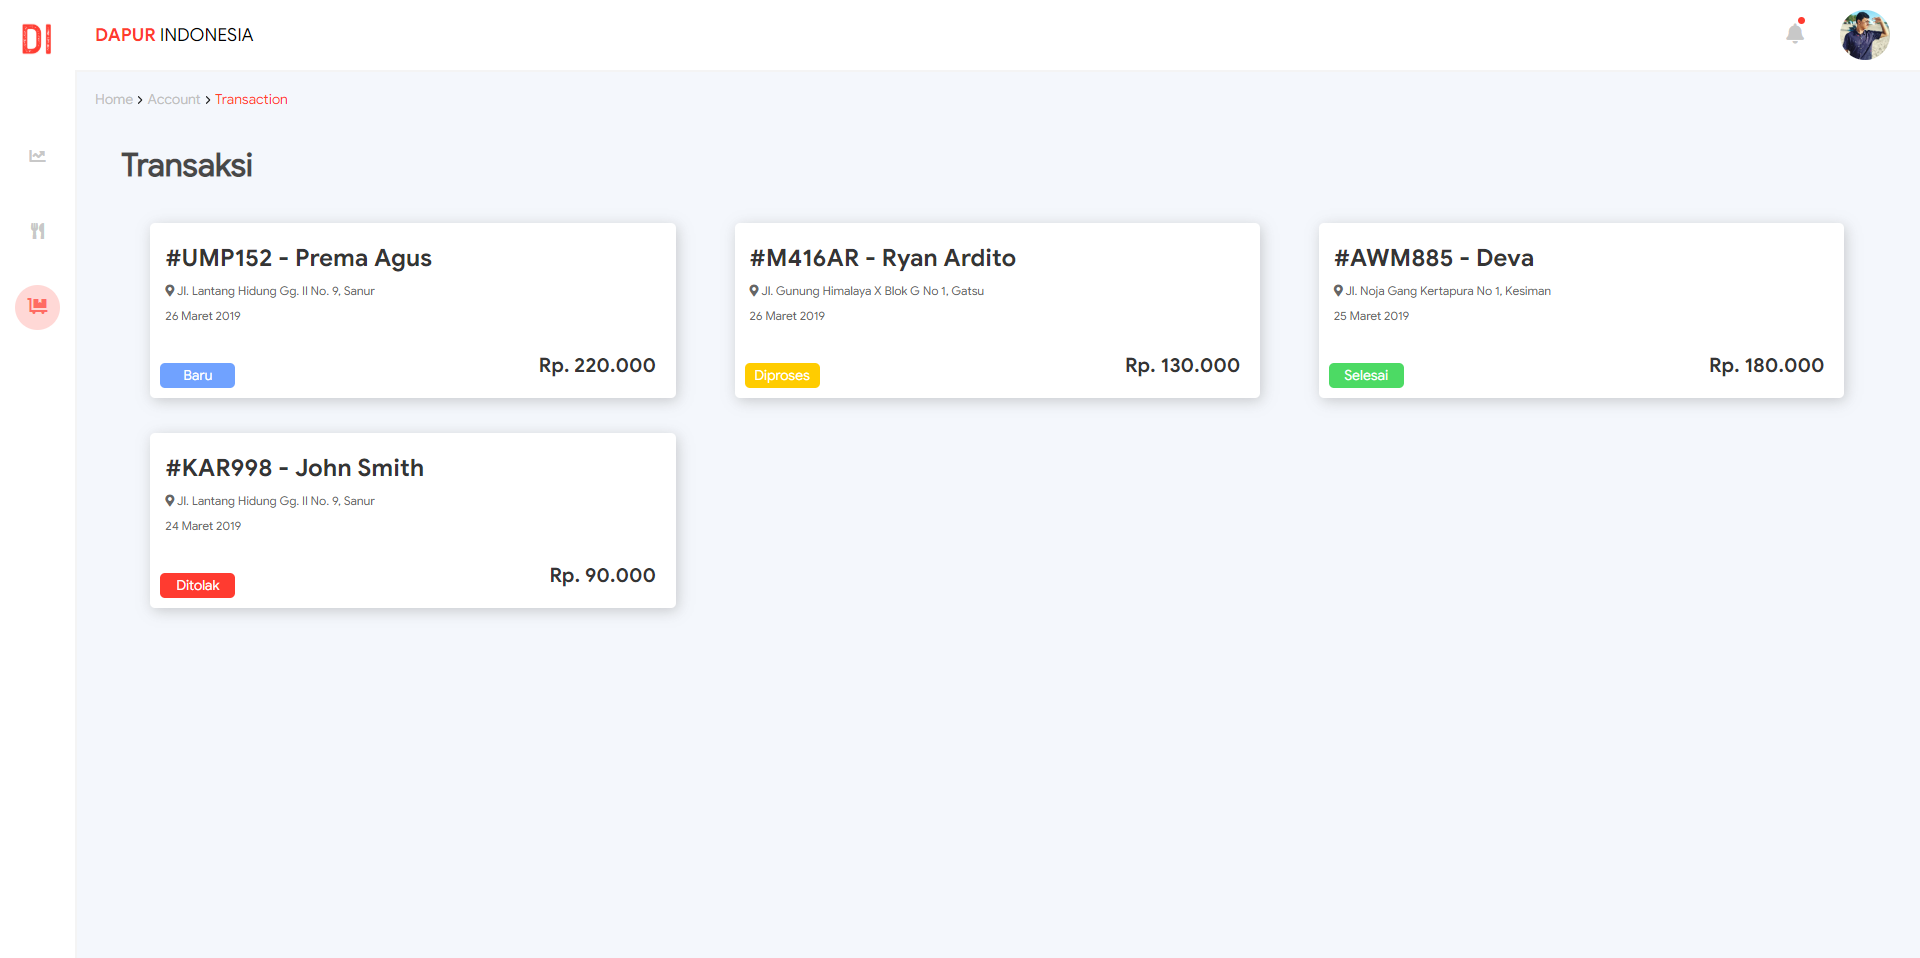 DI
DAPUR INDONESIA
Home > Account > Transaction
Transaksi
#UMP152 - Prema Agus
Jl. Lantang Hidung Gg. II No. 9, Sanur
26 Maret 2019
Baru
Rp. 220.000
#M416AR - Ryan Ardito
Jl. Gunung Himalaya X Blok G No 1, Gatsu
26 Maret 2019
Diproses
Rp. 130.000
#AWM885 - Deva
Jl. Noja Gang Kertapura No 1, Kesiman
25 Maret 2019
Selesai
Rp. 180.000
#KAR998 - John Smith
Jl. Lantang Hidung Gg. II No. 9, Sanur
24 Maret 2019
Ditolak
Rp. 90.000